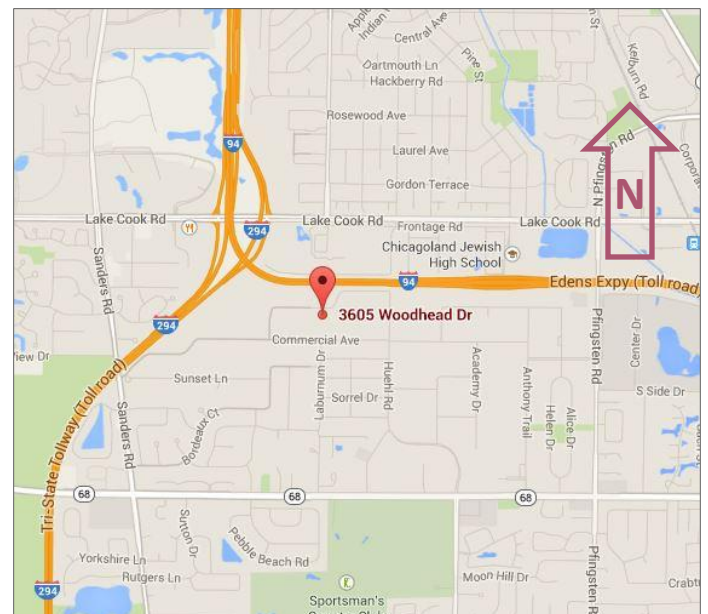 Central Ave
Dartmouth Ln
Hackberry Rd
Pine St
Kelburn Rd
Rosewood Ave
94
Laurel Ave
N Pfingsten Rd
Gordon Terrace
N
Lake Cook Rd
Lake Cook Rd
Frontage Rd
Lake Cook Rd
294
Chicagoland Jewish
High School
Sanders Rd
94
Edens Expy (Toll road)
3605 Woodhead Dr
294
Commercial Ave
View Dr
Sunset Ln
Laburnum Dr
Sorrel Dr
Huehl Rd
Academy Dr
Anthony Trail
Helen Dr
Alice Dr
Pfingsten Rd
Center Dr
S Side Dr
Tri-State Tollway (Toll road)
Sanders Rd
Bordeaux Ct
68
68
68
Sutton Dr
Pebble Beach Rd
Yorkshire Ln
Rutgers Ln
Moon Hill Dr
Pfingsten Rd
294
Sportsman's